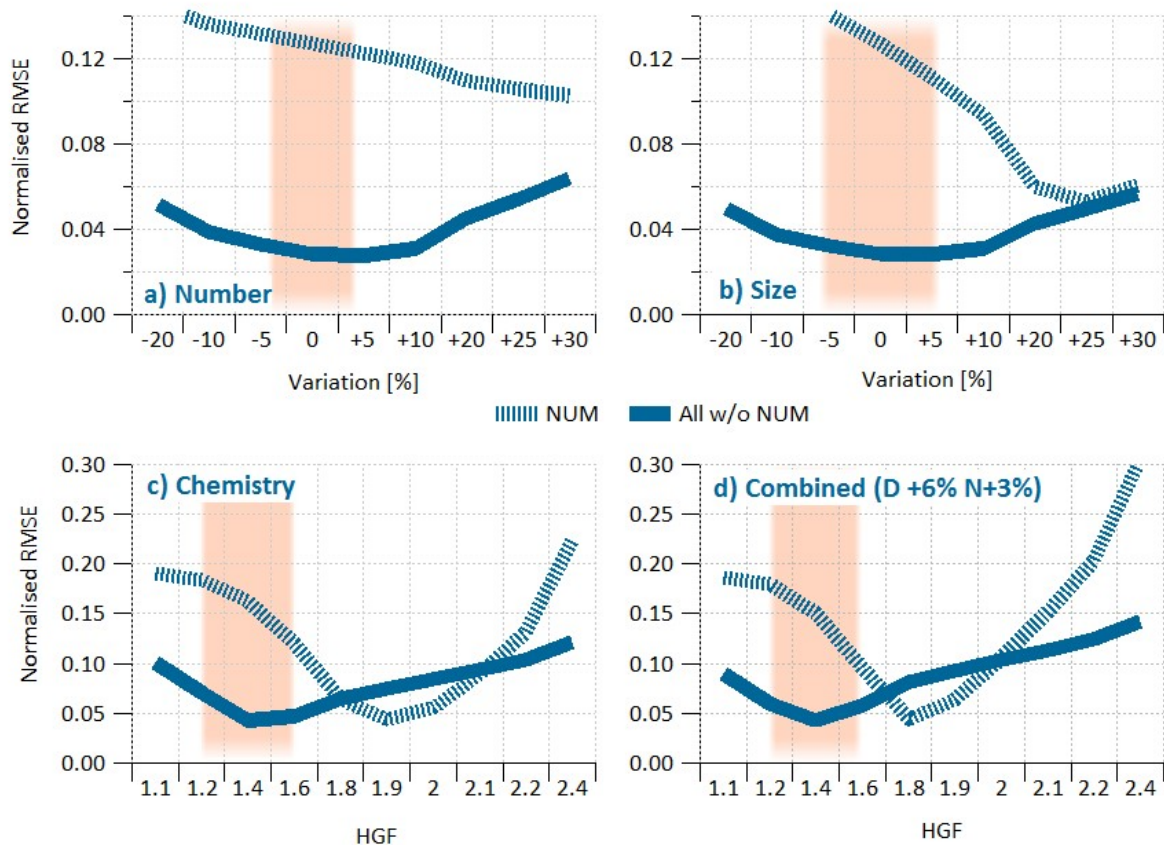 0.12
0.08
0.04
0.00
Normalised RMSE
a) Number
-20 -10 -5 0 +5 +10 +20 +25 +30
Variation [%]
0.12
0.08
0.04
0.00
b) Size
-20 -10 -5 0 +5 +10 +20 +25 +30
Variation [%]
NUM All w/o NUM
0.30
0.25
0.20
0.15
0.10
0.05
0.00
Normalised RMSE
c) Chemistry
1.1 1.2 1.4 1.6 1.8 1.9 2 2.1 2.2 2.4
HGF
0.30
0.25
0.20
0.15
0.10
0.05
0.00
d) Combined (D +6% N+3%)
1.1 1.2 1.4 1.6 1.8 1.9 2 2.1 2.2 2.4
HGF